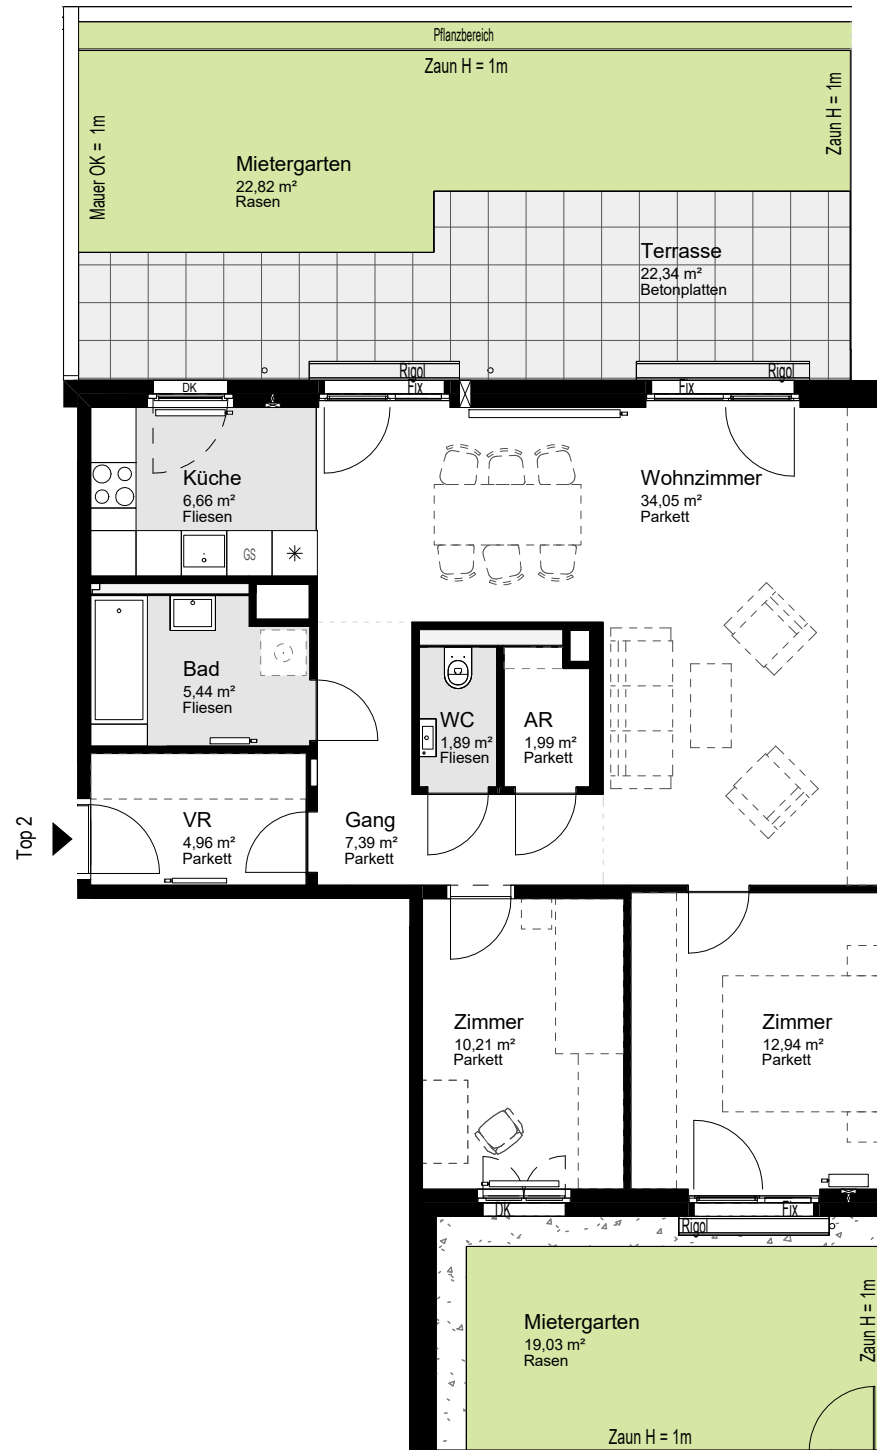 Pflanzbereich
Zaun H = 1m
Zaun H = 1m
Mauer OK = 1m
Mietergarten
22,82 m²
Rasen
Terrasse
22,34 m²
Betonplatten
Rigol
Rigol
DK
Fix
Fix
Küche
6,66 m²
Fliesen
GS
Wohnzimmer
34,05 m²
Parkett
Bad
5,44 m²
Fliesen
WC
1,89 m²
Fliesen
AR
1,99 m²
Parkett
Top 2
VR
4,96 m²
Parkett
Gang
7,39 m²
Parkett
Zimmer
10,21 m²
Parkett
Zimmer
12,94 m²
Parkett
DK
Fix
Rigol
Mietergarten
19,03 m²
Rasen
Zaun H = 1m
Zaun H = 1m